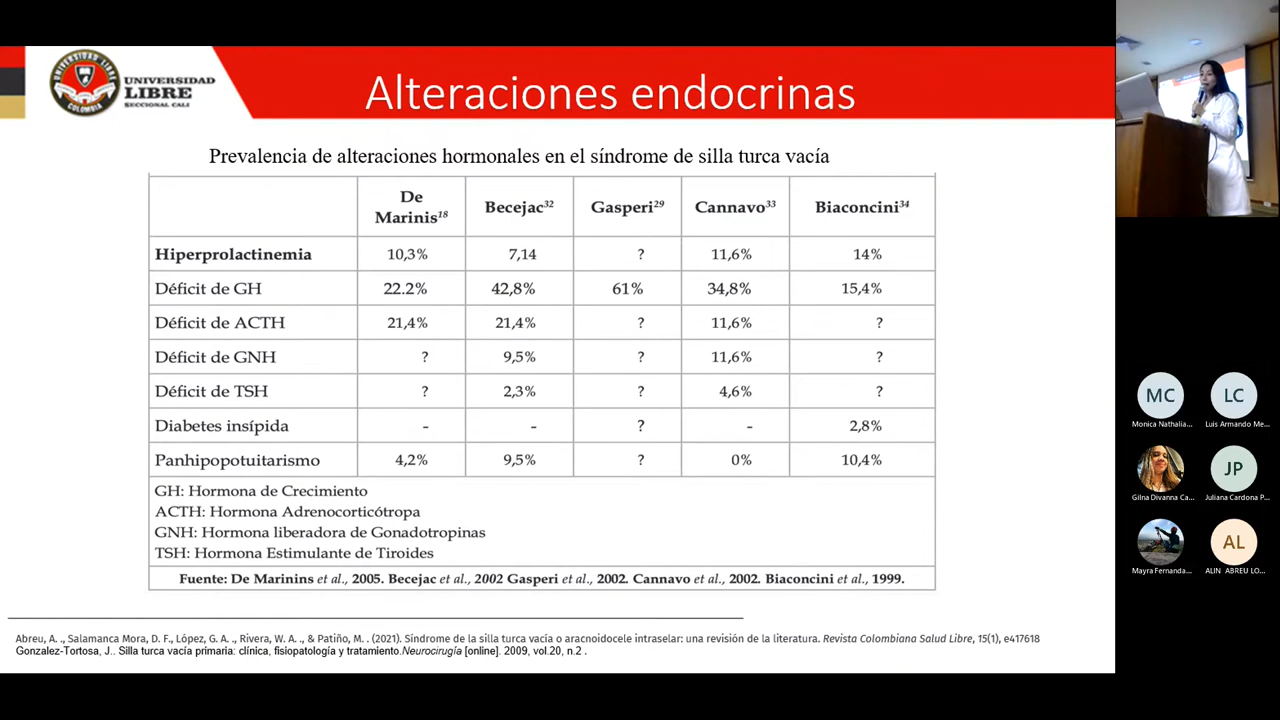 UNIVERSIDAD LIBRE
COLOMBIA
UNIVERSIDAD
LIBRE
SECCIONAL CALI
Alteraciones endocrinas
Prevalencia de alteraciones hormonales en el síndrome de silla turca vacía
De Marinis18 Becejac32 Gasperi29 Cannavo33 Biaconcini34
Hiperprolactinemia 10,3% 7,14 ? 11,6% 14%
Déficit de GH 22.2% 42,8% 61% 34,8% 15,4%
Déficit de ACTH 21,4% 21,4% ? 11,6% ?
Déficit de GNH ? 9,5% ? 11,6% ?
Déficit de TSH ? 2,3% ? 4,6% ?
Diabetes insípida - - ? - 2,8%
Panhipopotuitarismo 4,2% 9,5% ? 0% 10,4%
GH: Hormona de Crecimiento
ACTH: Hormona Adrenocorticótropa
GNH: Hormona liberadora de Gonadotropinas
TSH: Hormona Estimulante de Tiroides
Fuente: De Marinins et al., 2005. Becejac et al., 2002 Gasperi et al., 2002. Cannavo et al., 2002. Biaconcini et al., 1999.
Abreu, A. ., Salamanca Mora, D. F., López, G. A. ., Rivera, W. A. ., & Patiño, M. . (2021). Síndrome de la silla turca vacía o aracnoidocele intraselar: una revisión de la literatura. Revista Colombiana Salud Libre, 15(1), e417618
Gonzalez-Tortosa, J.. Silla turca vacía primaria: clínica, fisiopatología y tratamiento.Neurocirugía [online]. 2009, vol.20, n.2 .
MC LC
Monica Nathalia... Luis Armando Me...
JP
Gilna Divanna Ca... Juliana Cardona P...
AL
Mayra Fernanda... ALIN ABREU LO...